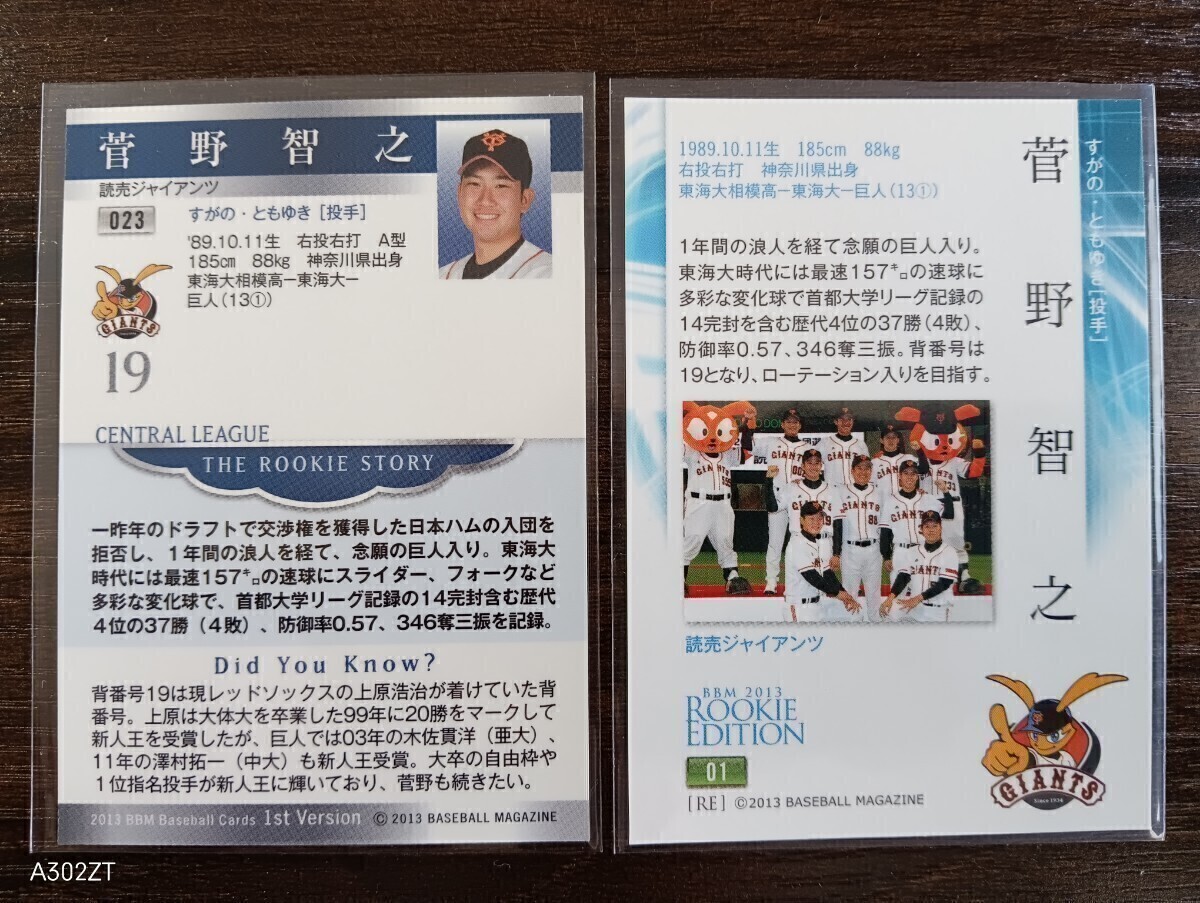 菅野智之
読売ジャイアンツ
023
すがの・ともゆき［投手］
'89.10.11生　右投右打　A型
185㎝　88㎏　神奈川県出身
東海大相模高ー東海大ー
巨人（13①）
GIANTS
19
CENTRAL LEAGUE
THE ROOKIE STORY
一昨年のドラフトで交渉権を獲得した日本ハムの入団を
拒否し、１年間の浪人を経て、念願の巨人入り。東海大
時代には最速157㌔の速球にスライダー、フォークなど
多彩な変化球で、首都大学リーグ記録の14完封含む歴代
４位の37勝（４敗）、防御率0.57、346奪三振を記録。
Did You Know?
背番号19は現レッドソックスの上原浩治が着けていた背
番号。上原は大体大を卒業した99年に20勝をマークして
新人王を受賞したが、巨人では03年の木佐貫洋（亜大）、
11年の澤村拓一（中大）も新人王受賞。大卒の自由枠や
１位指名投手が新人王に輝いており、菅野も続きたい。
2013 BBM Baseball Cards 1st Version © 2013 BASEBALL MAGAZINE
1989.10.11生　185cm　88kg
右投右打　神奈川県出身
東海大相模高ー東海大ー巨人（13①）
菅野智之
すがの・ともゆき［投手］
１年間の浪人を経て念願の巨人入り。
東海大時代には最速157㌔の速球に
多彩な変化球で首都大学リーグ記録の
14完封を含む歴代４位の37勝（４敗）、
防御率0.57、346奪三振。背番号は
19となり、ローテーション入りを目指す。
読売ジャイアンツ
BBM 2013
ROOKIE
EDITION
01
［RE］ ©2013 BASEBALL MAGAZINE
GIANTS
Since 1934
A302ZT